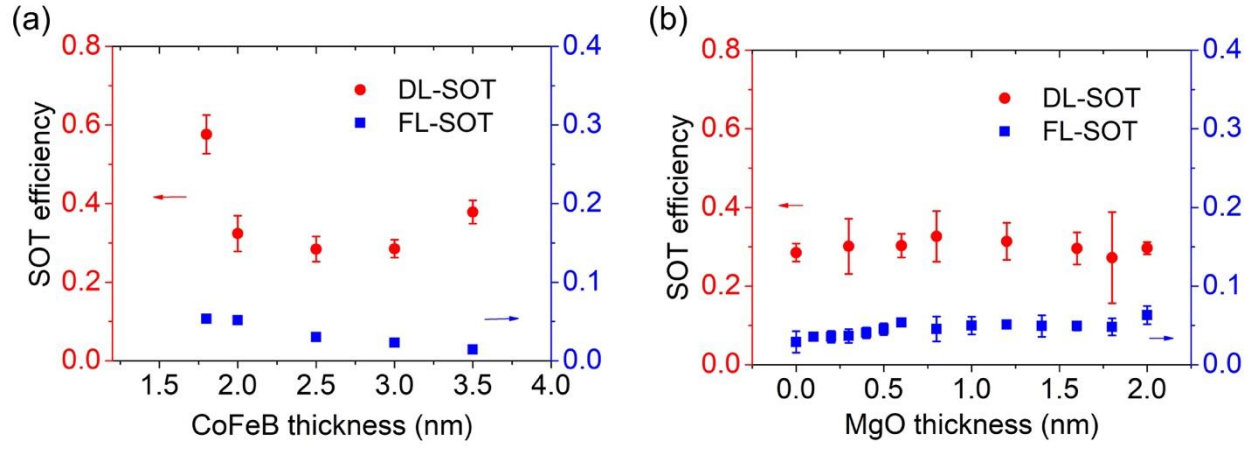 (a)
0.8
0.6
0.4
0.2
0.0
SOT efficiency
DL-SOT
FL-SOT
0.4
0.3
0.2
0.1
0.0
1.5 2.0 2.5 3.0 3.5 4.0
CoFeB thickness (nm)
(b)
0.8
0.6
0.4
0.2
0.0
SOT efficiency
DL-SOT
FL-SOT
0.4
0.3
0.2
0.1
0.0
0.0 0.5 1.0 1.5 2.0
MgO thickness (nm)